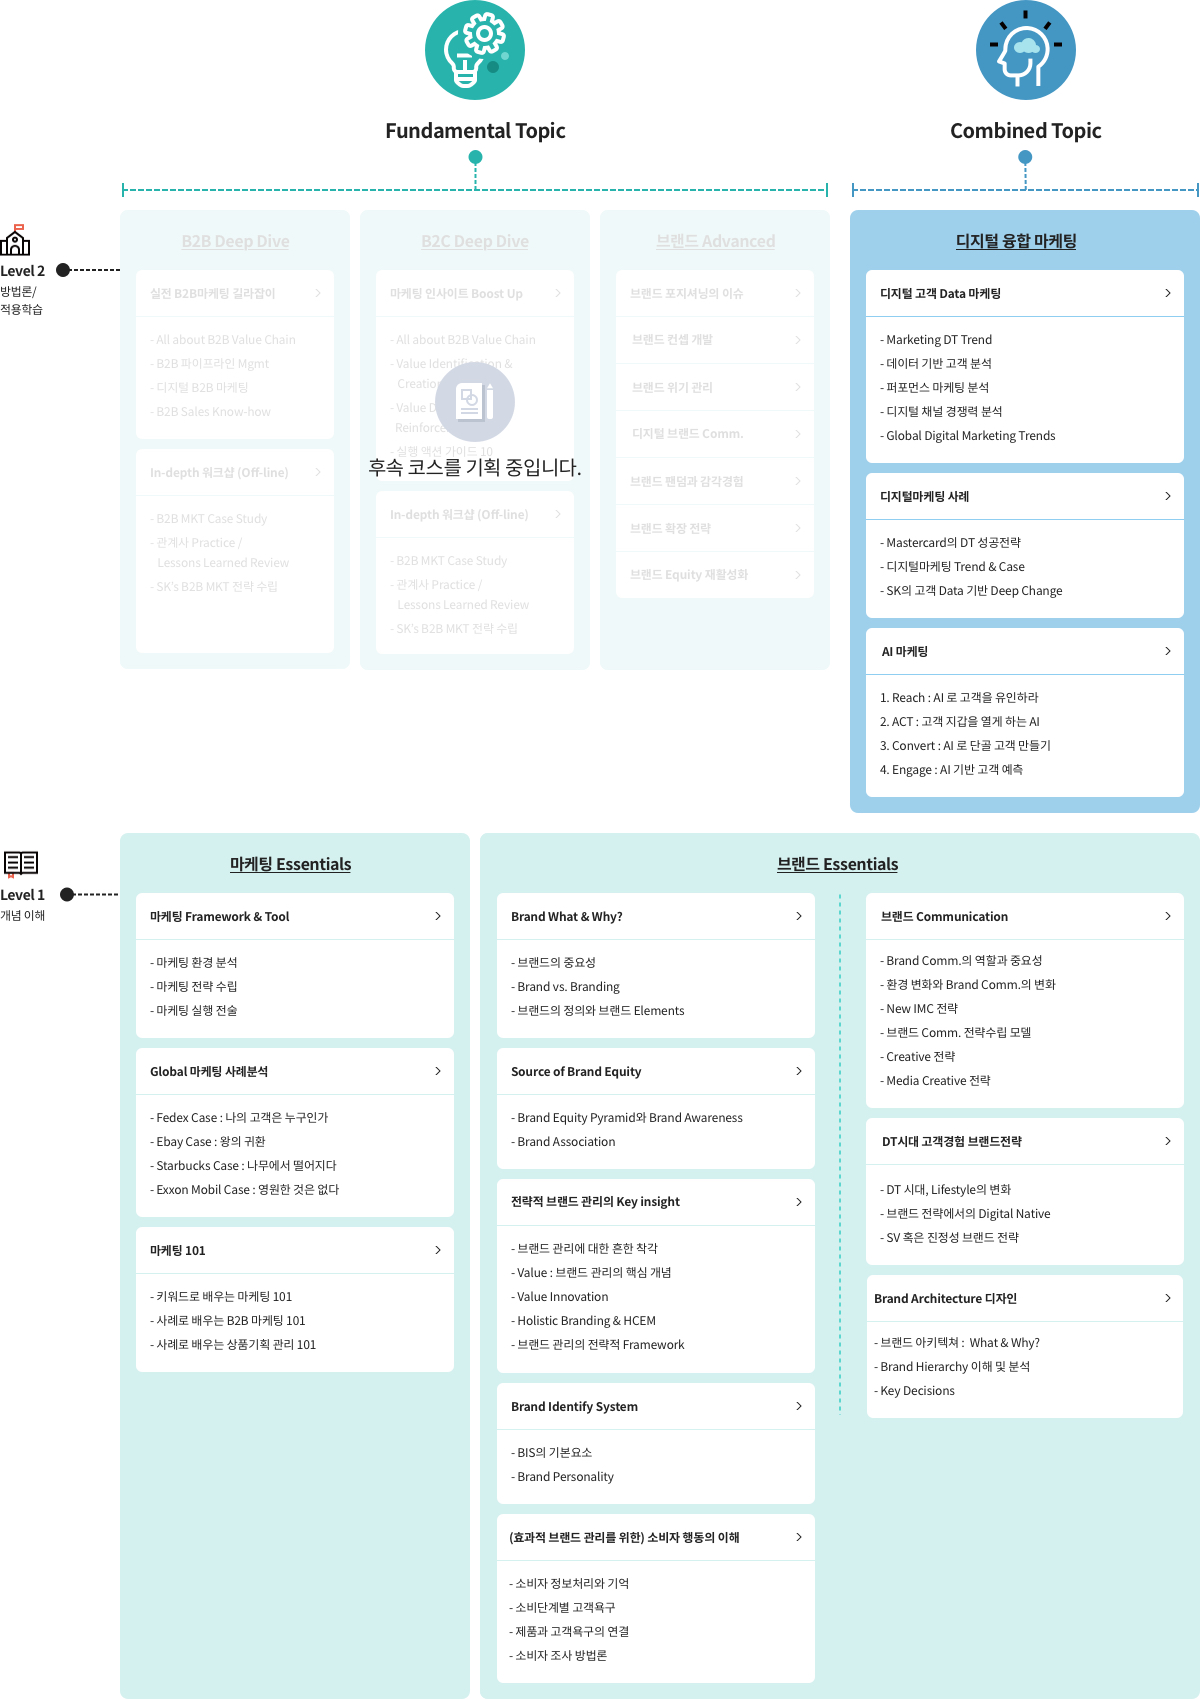 Fundamental Topic
Combined Topic
Level 2
방법론/
적용학습
B2B Deep Dive
실전 B2B마케팅 길라잡이
- All about B2B Value Chain
- B2B 파이프라인 Mgmt
- 디지털 B2B 마케팅
- B2B Sales Know-how
In-depth 워크샵 (Off-line)
- B2B MKT Case Study
- 관계사 Practice /
Lessons Learned Review
- SK's B2B MKT 전략 수립
B2C Deep Dive
마케팅 인사이트 Boost Up
- All about B2B Value Chain
- Value Identification &
Creation
- Value D
Reinforce
- 실행 액션 가이드 10
후속 코스를 기획 중입니다.
In-depth 워크샵 (Off-line)
- B2B MKT Case Study
- 관계사 Practice /
Lessons Learned Review
- SK's B2B MKT 전략 수립
브랜드 Advanced
브랜드 포지셔닝의 이슈
브랜드 컨셉 개발
브랜드 위기 관리
디지털 브랜드 Comm.
브랜드 팬덤과 감각경험
브랜드 확장 전략
브랜드 Equity 재활성화
디지털 융합 마케팅
디지털 고객 Data 마케팅
- Marketing DT Trend
- 데이터 기반 고객 분석
- 퍼포먼스 마케팅 분석
- 디지털 채널 경쟁력 분석
- Global Digital Marketing Trends
디지털마케팅 사례
- Mastercard의 DT 성공전략
- 디지털마케팅 Trend & Case
- SK의 고객 Data 기반 Deep Change
AI 마케팅
1. Reach : AI 로 고객을 유인하라
2. ACT : 고객 지갑을 열게 하는 AI
3. Convert : AI 로 단골 고객 만들기
4. Engage : AI 기반 고객 예측
Level 1
개념 이해
마케팅 Essentials
마케팅 Framework & Tool
- 마케팅 환경 분석
- 마케팅 전략 수립
- 마케팅 실행 전술
Global 마케팅 사례분석
- Fedex Case : 나의 고객은 누구인가
- Ebay Case : 왕의 귀환
- Starbucks Case : 나무에서 떨어지다
- Exxon Mobil Case : 영원한 것은 없다
마케팅 101
- 키워드로 배우는 마케팅 101
- 사례로 배우는 B2B 마케팅 101
- 사례로 배우는 상품기획 관리 101
브랜드 Essentials
Brand What & Why?
- 브랜드의 중요성
- Brand vs. Branding
- 브랜드의 정의와 브랜드 Elements
Source of Brand Equity
- Brand Equity Pyramid와 Brand Awareness
- Brand Association
전략적 브랜드 관리의 Key insight
- 브랜드 관리에 대한 흔한 착각
- Value : 브랜드 관리의 핵심 개념
- Value Innovation
- Holistic Branding & HCEM
- 브랜드 관리의 전략적 Framework
Brand Identify System
- BIS의 기본요소
- Brand Personality
(효과적 브랜드 관리를 위한) 소비자 행동의 이해
- 소비자 정보처리와 기억
- 소비단계별 고객욕구
- 제품과 고객욕구의 연결
- 소비자 조사 방법론
브랜드 Communication
- Brand Comm.의 역할과 중요성
- 환경 변화와 Brand Comm.의 변화
- New IMC 전략
- 브랜드 Comm. 전략수립 모델
- Creative 전략
- Media Creative 전략
DT시대 고객경험 브랜드전략
- DT 시대, Lifestyle의 변화
- 브랜드 전략에서의 Digital Native
- SV 혹은 진정성 브랜드 전략
Brand Architecture 디자인
- 브랜드 아키텍쳐 : What & Why?
- Brand Hierarchy 이해 및 분석
- Key Decisions